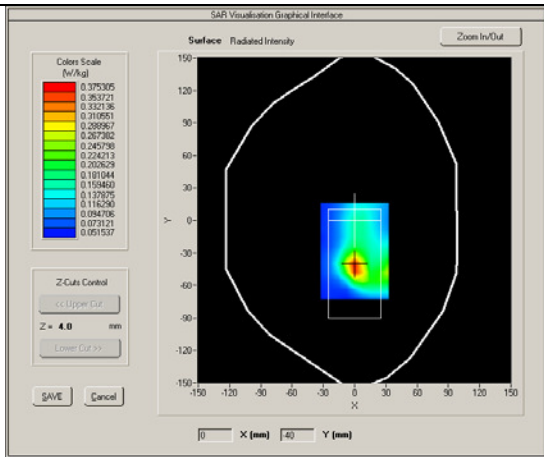 SAR Visualisation Graphical Interface
Surface Radiated Intensity
Zoom In/Out
Colors Scale
(W/kg)
0.375305
0.353721
0.332136
0.310551
0.288967
0.267382
0.245798
0.224213
0.202629
0.181044
0.159460
0.137875
0.116290
0.094706
0.073121
0.051537
Z-Cuts Control
<< Upper Cut
Z = 4.0 mm
Lower Cut >>
SAVE Cancel
150
120
90
60
30
0
-30
-60
-90
-120
-150
Y
-150 -120 -90 -60 -30 0 30 60 90 120 150
X
0 X (mm) -40 Y (mm)